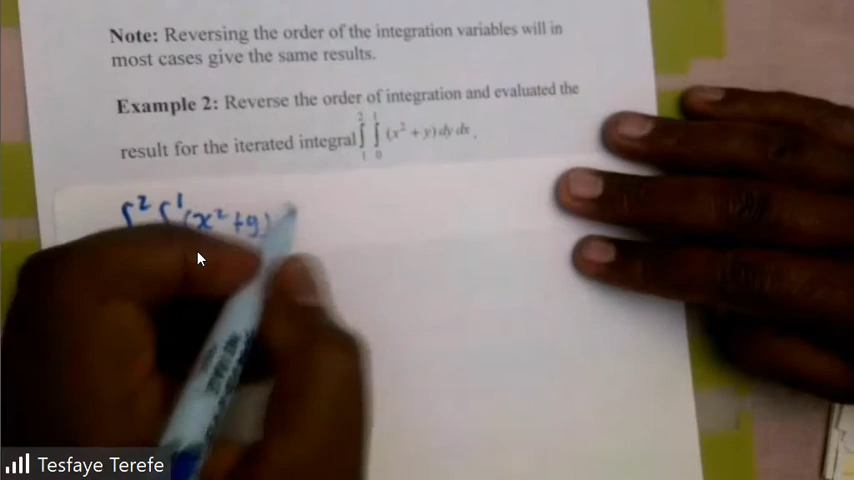 Note: Reversing the order of the integration variables will in
most cases give the same results.
Example 2: Reverse the order of integration and evaluated the
result for the iterated integral ∫₁² ∫₀¹ (x² + y) dy dx .
∫² ∫¹ (x² + y)
Tesfaye Terefe